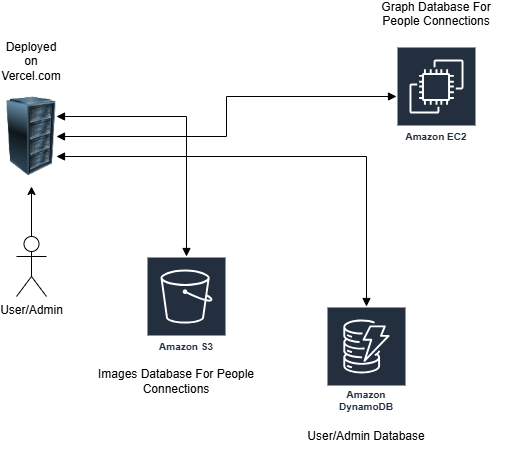 Graph Database For
People Connections
Deployed
on
Vercel.com
Amazon EC2
User/Admin
Amazon S3
Images Database For People
Connections
Amazon
DynamoDB
User/Admin Database